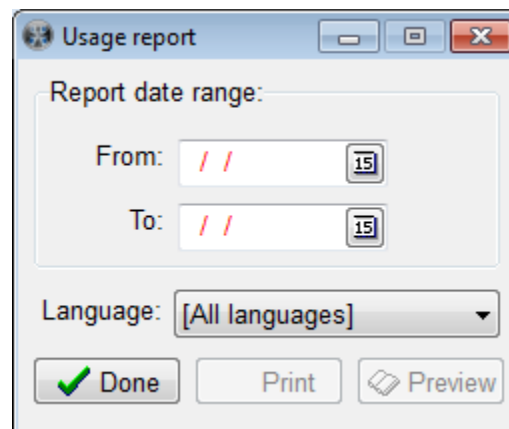 Usage report
Report date range:
From: / / 15
To: / / 15
Language: [All languages]
Done Print Preview